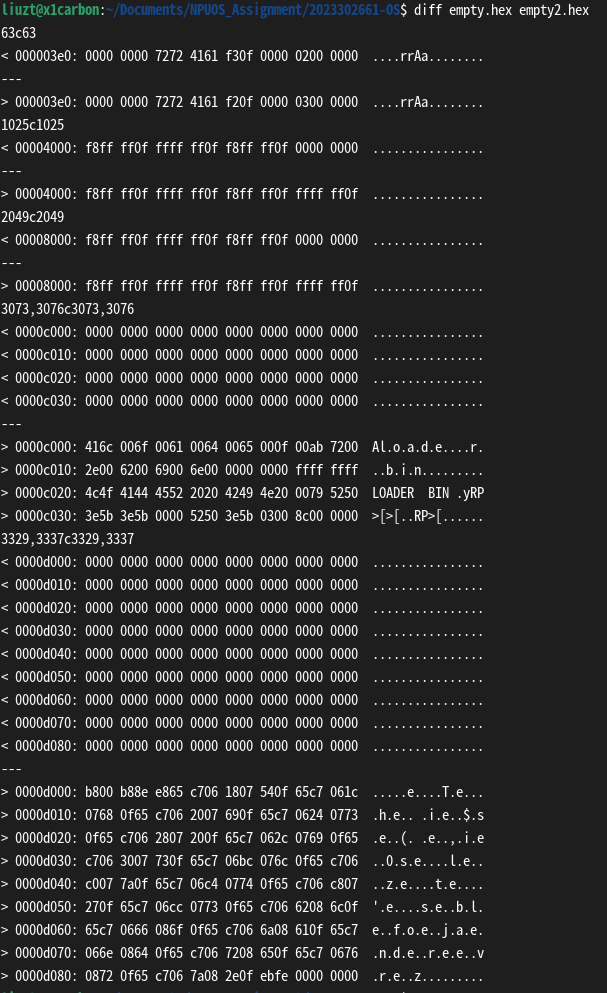 liuzt@x1carbon:~/Documents/NPUOS_Assignment/2023302661-OS$ diff empty.hex empty2.hex
63c63
< 000003e0: 0000 0000 7272 4161 f30f 0000 0200 0000  ....rrAa........
---
> 000003e0: 0000 0000 7272 4161 f20f 0000 0300 0000  ....rrAa........
1025c1025
< 00004000: f8ff ff0f ffff ff0f f8ff ff0f 0000 0000  ................
---
> 00004000: f8ff ff0f ffff ff0f f8ff ff0f ffff ff0f  ................
2049c2049
< 00008000: f8ff ff0f ffff ff0f f8ff ff0f 0000 0000  ................
---
> 00008000: f8ff ff0f ffff ff0f f8ff ff0f ffff ff0f  ................
3073,3076c3073,3076
< 0000c000: 0000 0000 0000 0000 0000 0000 0000 0000  ................
< 0000c010: 0000 0000 0000 0000 0000 0000 0000 0000  ................
< 0000c020: 0000 0000 0000 0000 0000 0000 0000 0000  ................
< 0000c030: 0000 0000 0000 0000 0000 0000 0000 0000  ................
---
> 0000c000: 416c 006f 0061 0064 0065 000f 00ab 7200  Al.o.a.d.e....r.
> 0000c010: 2e00 6200 6900 6e00 0000 0000 ffff ffff  ..b.i.n.........
> 0000c020: 4c4f 4144 4552 2020 4249 4e20 0079 5250  LOADER  BIN .yRP
> 0000c030: 3e5b 3e5b 0000 5250 3e5b 0300 8c00 0000  >[>[..RP>[......
3329,3337c3329,3337
< 0000d000: 0000 0000 0000 0000 0000 0000 0000 0000  ................
< 0000d010: 0000 0000 0000 0000 0000 0000 0000 0000  ................
< 0000d020: 0000 0000 0000 0000 0000 0000 0000 0000  ................
< 0000d030: 0000 0000 0000 0000 0000 0000 0000 0000  ................
< 0000d040: 0000 0000 0000 0000 0000 0000 0000 0000  ................
< 0000d050: 0000 0000 0000 0000 0000 0000 0000 0000  ................
< 0000d060: 0000 0000 0000 0000 0000 0000 0000 0000  ................
< 0000d070: 0000 0000 0000 0000 0000 0000 0000 0000  ................
< 0000d080: 0000 0000 0000 0000 0000 0000 0000 0000  ................
---
> 0000d000: b800 b88e e865 c706 1807 540f 65c7 061c  .....e....T.e...
> 0000d010: 0768 0f65 c706 2007 690f 65c7 0624 0773  .h.e.. .i.e..$.s
> 0000d020: 0f65 c706 2807 200f 65c7 062c 0769 0f65  .e..(. .e..,.i.e
> 0000d030: c706 3007 730f 65c7 06bc 076c 0f65 c706  ..0.s.e....l.e..
> 0000d040: c007 7a0f 65c7 06c4 0774 0f65 c706 c807  ..z.e....t.e....
> 0000d050: 270f 65c7 06cc 0773 0f65 c706 6208 6c0f  '.e....s.e..b.l.
> 0000d060: 65c7 0666 086f 0f65 c706 6a08 610f 65c7  e..f.o.e..j.a.e.
> 0000d070: 066e 0864 0f65 c706 7208 650f 65c7 0676  .n.d.e..r.e.e..v
> 0000d080: 0872 0f65 c706 7a08 2e0f ebfe 0000 0000  .r.e..z.........